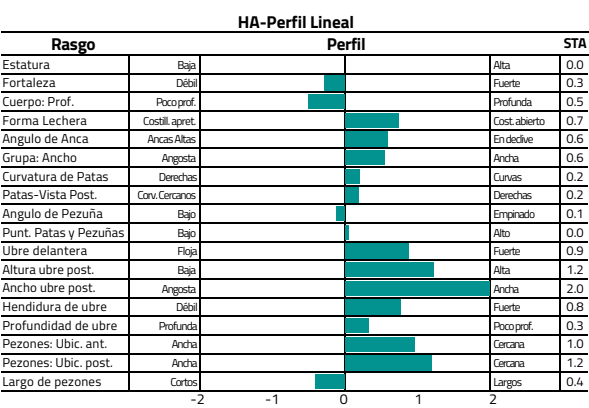 HA-Perfil Lineal
Rasgo Perfil STA
Estatura Baja Alta 0.0
Fortaleza Débil Fuerte 0.3
Cuerpo: Prof. Poco prof. Profunda 0.5
Forma Lechera Costill. apret. Cost. abierto 0.7
Angulo de Anca Ancas Altas En declive 0.6
Grupa: Ancho Angosta Ancha 0.6
Curvatura de Patas Derechas Curvas 0.2
Patas-Vista Post. Corv. Cercanos Derechas 0.2
Angulo de Pezuña Bajo Empinado 0.1
Punt. Patas y Pezuñas Bajo Alto 0.0
Ubre delantera Floja Fuerte 0.9
Altura ubre post. Baja Alta 1.2
Ancho ubre post. Angosta Ancha 2.0
Hendidura de ubre Débil Fuerte 0.8
Profundidad de ubre Profunda Poco prof. 0.3
Pezones: Ubic. ant. Ancha Cercana 1.0
Pezones: Ubic. post. Ancha Cercana 1.2
Largo de pezones Cortos Largos 0.4
-2 -1 0 1 2